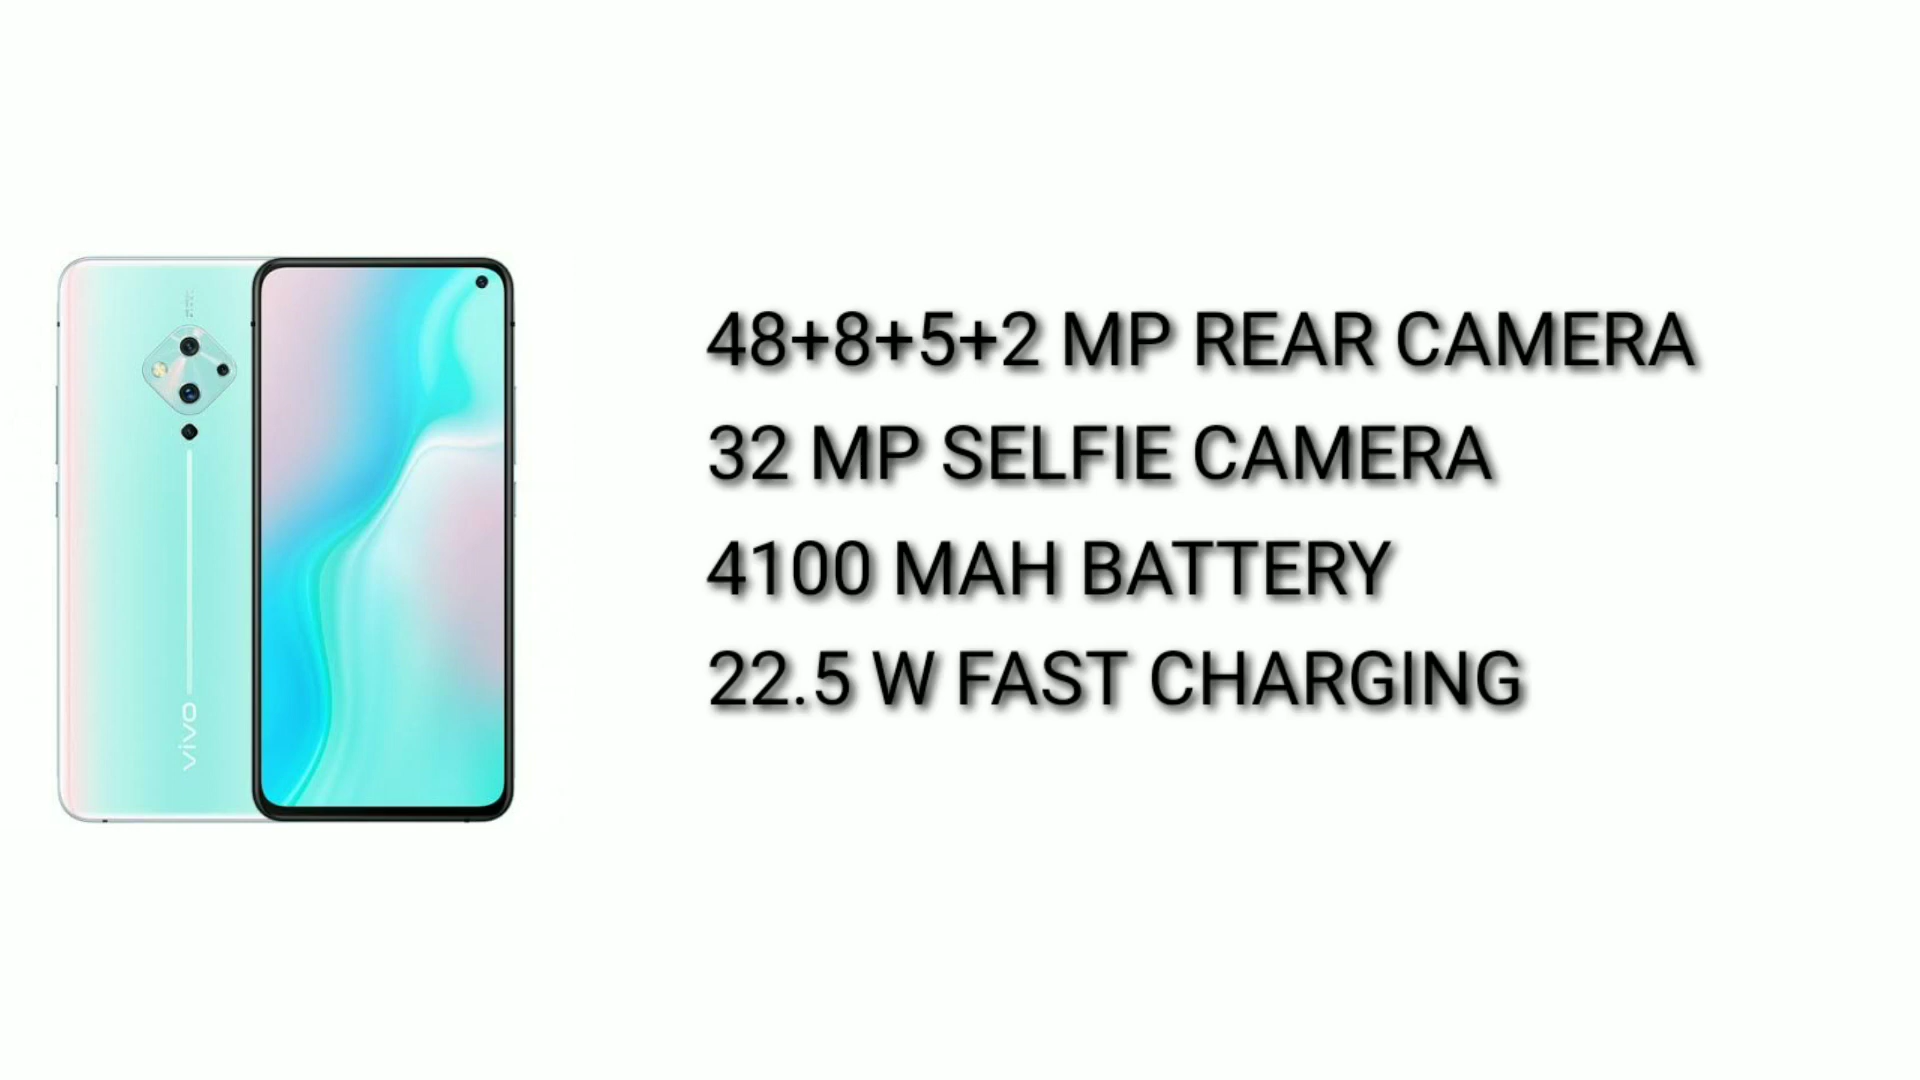 vivo
48+8+5+2 MP REAR CAMERA
32 MP SELFIE CAMERA
4100 MAH BATTERY
22.5 W FAST CHARGING